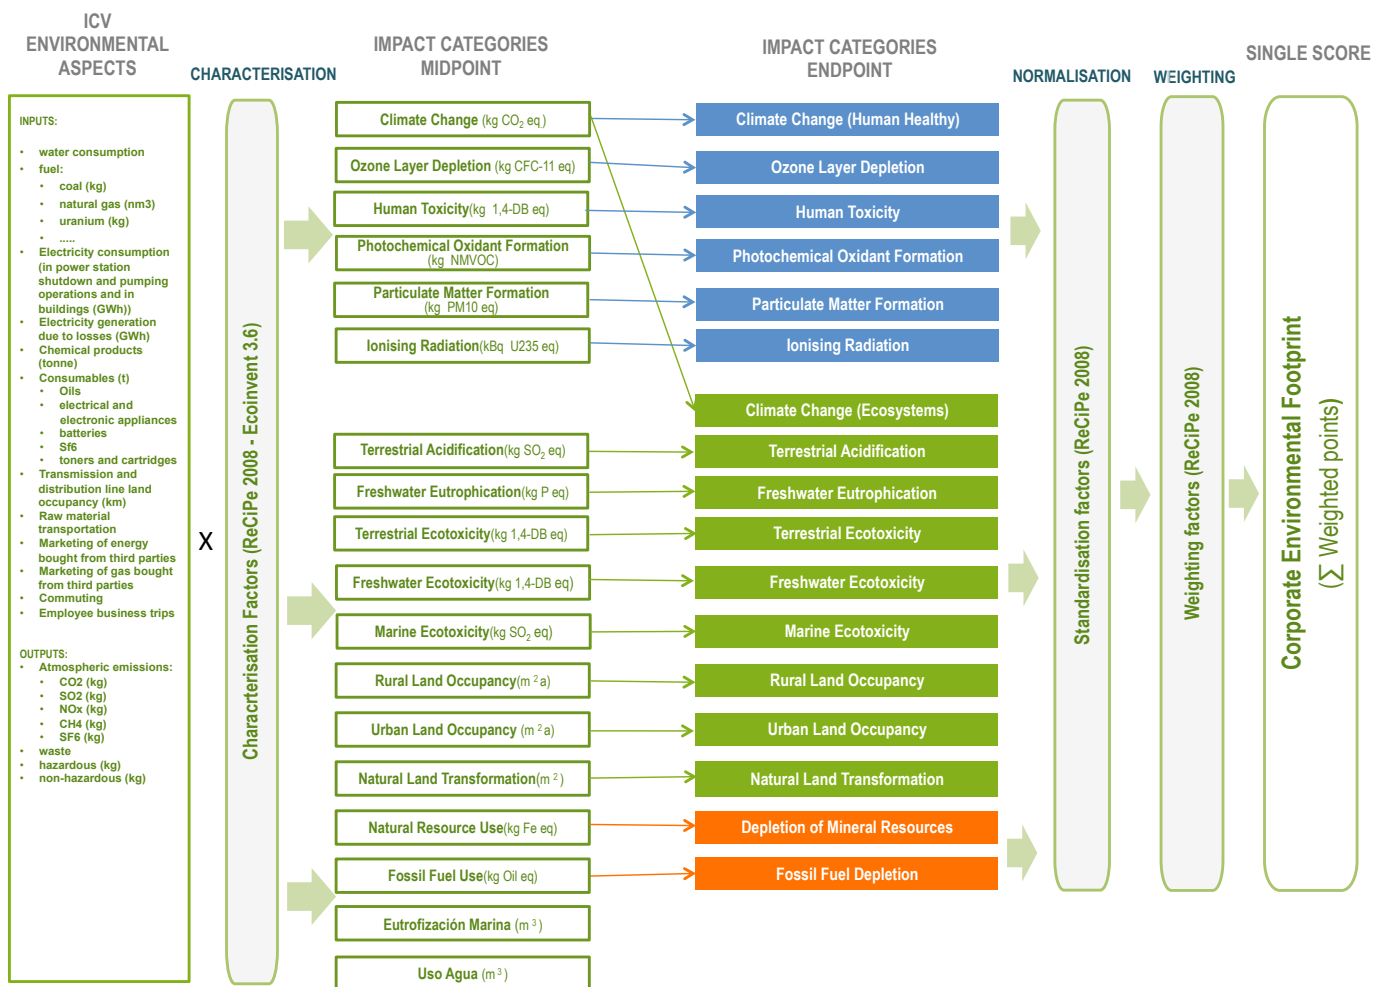 ICV
ENVIRONMENTAL
ASPECTS
CHARACTERISATION
IMPACT CATEGORIES
MIDPOINT
IMPACT CATEGORIES
ENDPOINT
NORMALISATION
WEIGHTING
SINGLE SCORE
INPUTS:
• water consumption
• fuel:
• coal (kg)
• natural gas (nm3)
• uranium (kg)
• .....
• Electricity consumption
(in power station
shutdown and pumping
operations and in
buildings (GWh))
• Electricity generation
due to losses (GWh)
• Chemical products
(tonne)
• Consumables (t)
• Oils
• electrical and
electronic appliances
• batteries
• Sf6
• toners and cartridges
• Transmission and
distribution line land
occupancy (km)
• Raw material
transportation
• Marketing of energy
bought from third parties
• Marketing of gas bought
from third parties
• Commuting
• Employee business trips
OUTPUTS:
• Atmospheric emissions:
• CO2 (kg)
• SO2 (kg)
• NOx (kg)
• CH4 (kg)
• SF6 (kg)
• waste
• hazardous (kg)
• non-hazardous (kg)
X
Characrterisation Factors (ReCiPe 2008 - Ecoinvent 3.6)
Climate Change (kg CO₂ eq.)
Ozone Layer Depletion (kg CFC-11 eq)
Human Toxicity(kg 1,4-DB eq)
Photochemical Oxidant Formation
(kg NMVOC)
Particulate Matter Formation
(kg PM10 eq)
Ionising Radiation(kBq U235 eq)
Terrestrial Acidification(kg SO₂ eq)
Freshwater Eutrophication(kg P eq)
Terrestrial Ecotoxicity(kg 1,4-DB eq)
Freshwater Ecotoxicity(kg 1,4-DB eq)
Marine Ecotoxicity(kg SO₂ eq)
Rural Land Occupancy(m ² a)
Urban Land Occupancy (m ² a)
Natural Land Transformation(m ²)
Natural Resource Use(kg Fe eq)
Fossil Fuel Use(kg Oil eq)
Eutrofización Marina (m ³)
Uso Agua (m ³)
Climate Change (Human Healthy)
Ozone Layer Depletion
Human Toxicity
Photochemical Oxidant Formation
Particulate Matter Formation
Ionising Radiation
Climate Change (Ecosystems)
Terrestrial Acidification
Freshwater Eutrophication
Terrestrial Ecotoxicity
Freshwater Ecotoxicity
Marine Ecotoxicity
Rural Land Occupancy
Urban Land Occupancy
Natural Land Transformation
Depletion of Mineral Resources
Fossil Fuel Depletion
Standardisation factors (ReCiPe 2008)
Weighting factors (ReCiPe 2008)
Corporate Environmental Footprint
(∑ Weighted points)